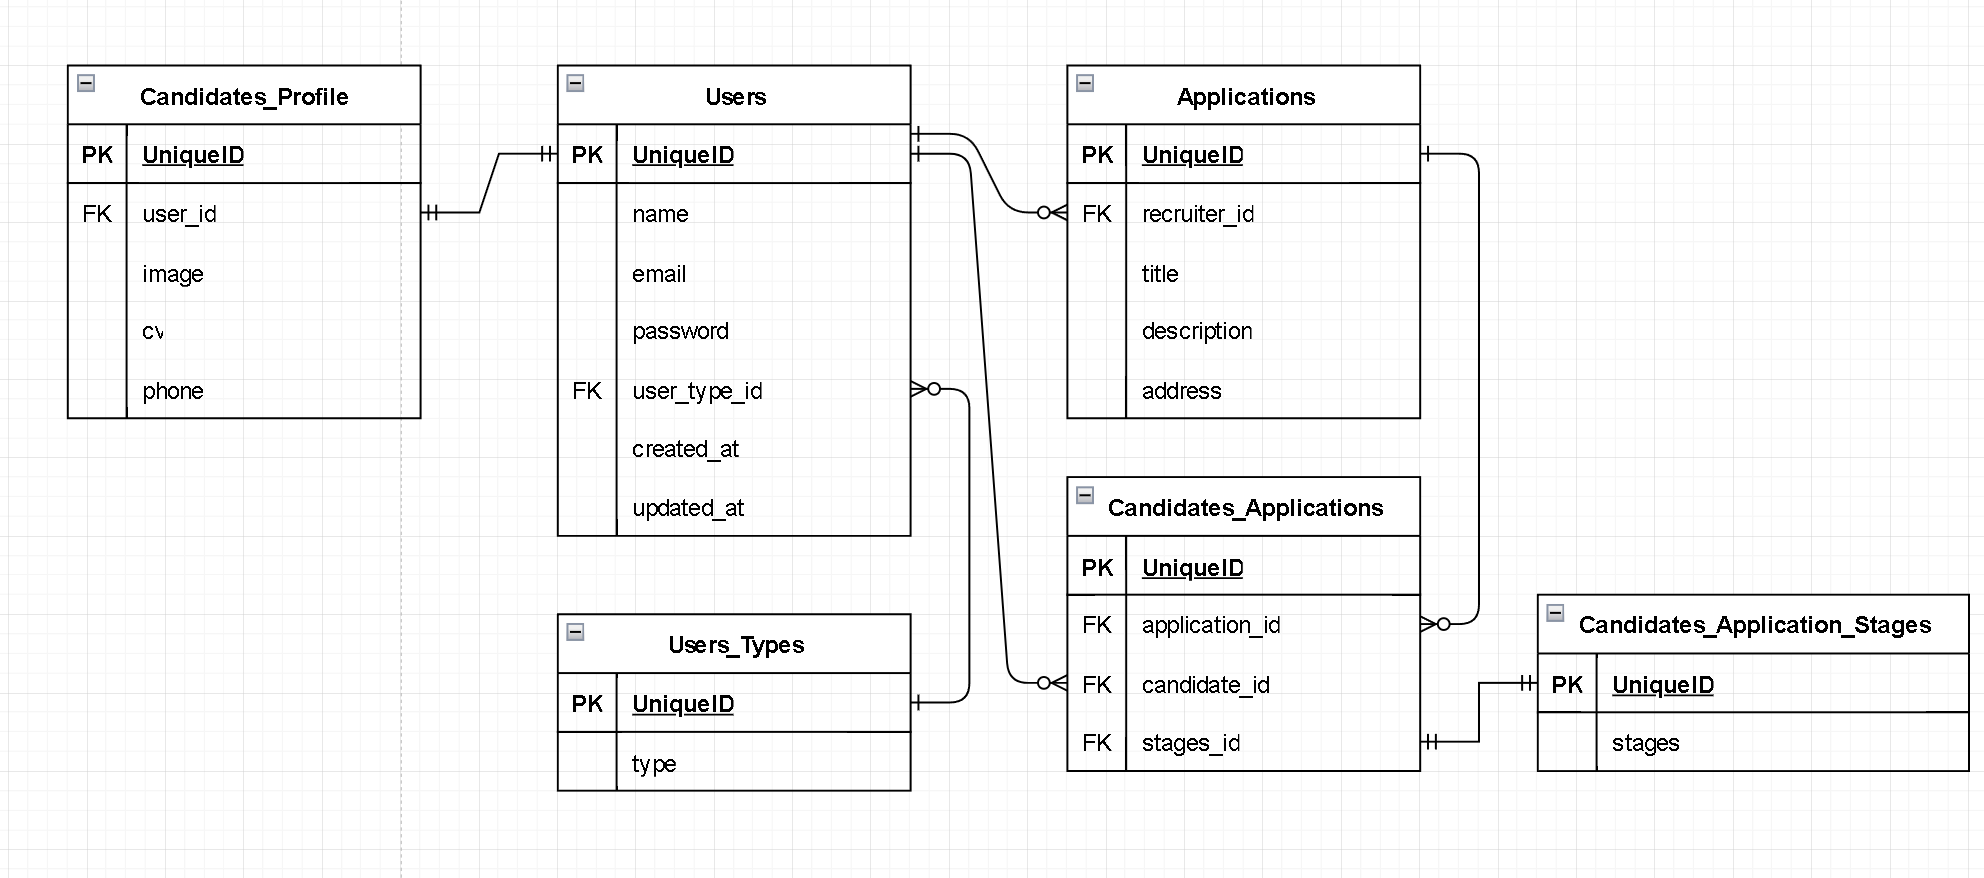 Candidates_Profile
PK UniqueID
FK user_id
image
cv
phone
Users
PK UniqueID
name
email
password
FK user_type_id
created_at
updated_at
Users_Types
PK UniqueID
type
Applications
PK UniqueID
FK recruiter_id
title
description
address
Candidates_Applications
PK UniqueID
FK application_id
FK candidate_id
FK stages_id
Candidates_Application_Stages
PK UniqueID
stages